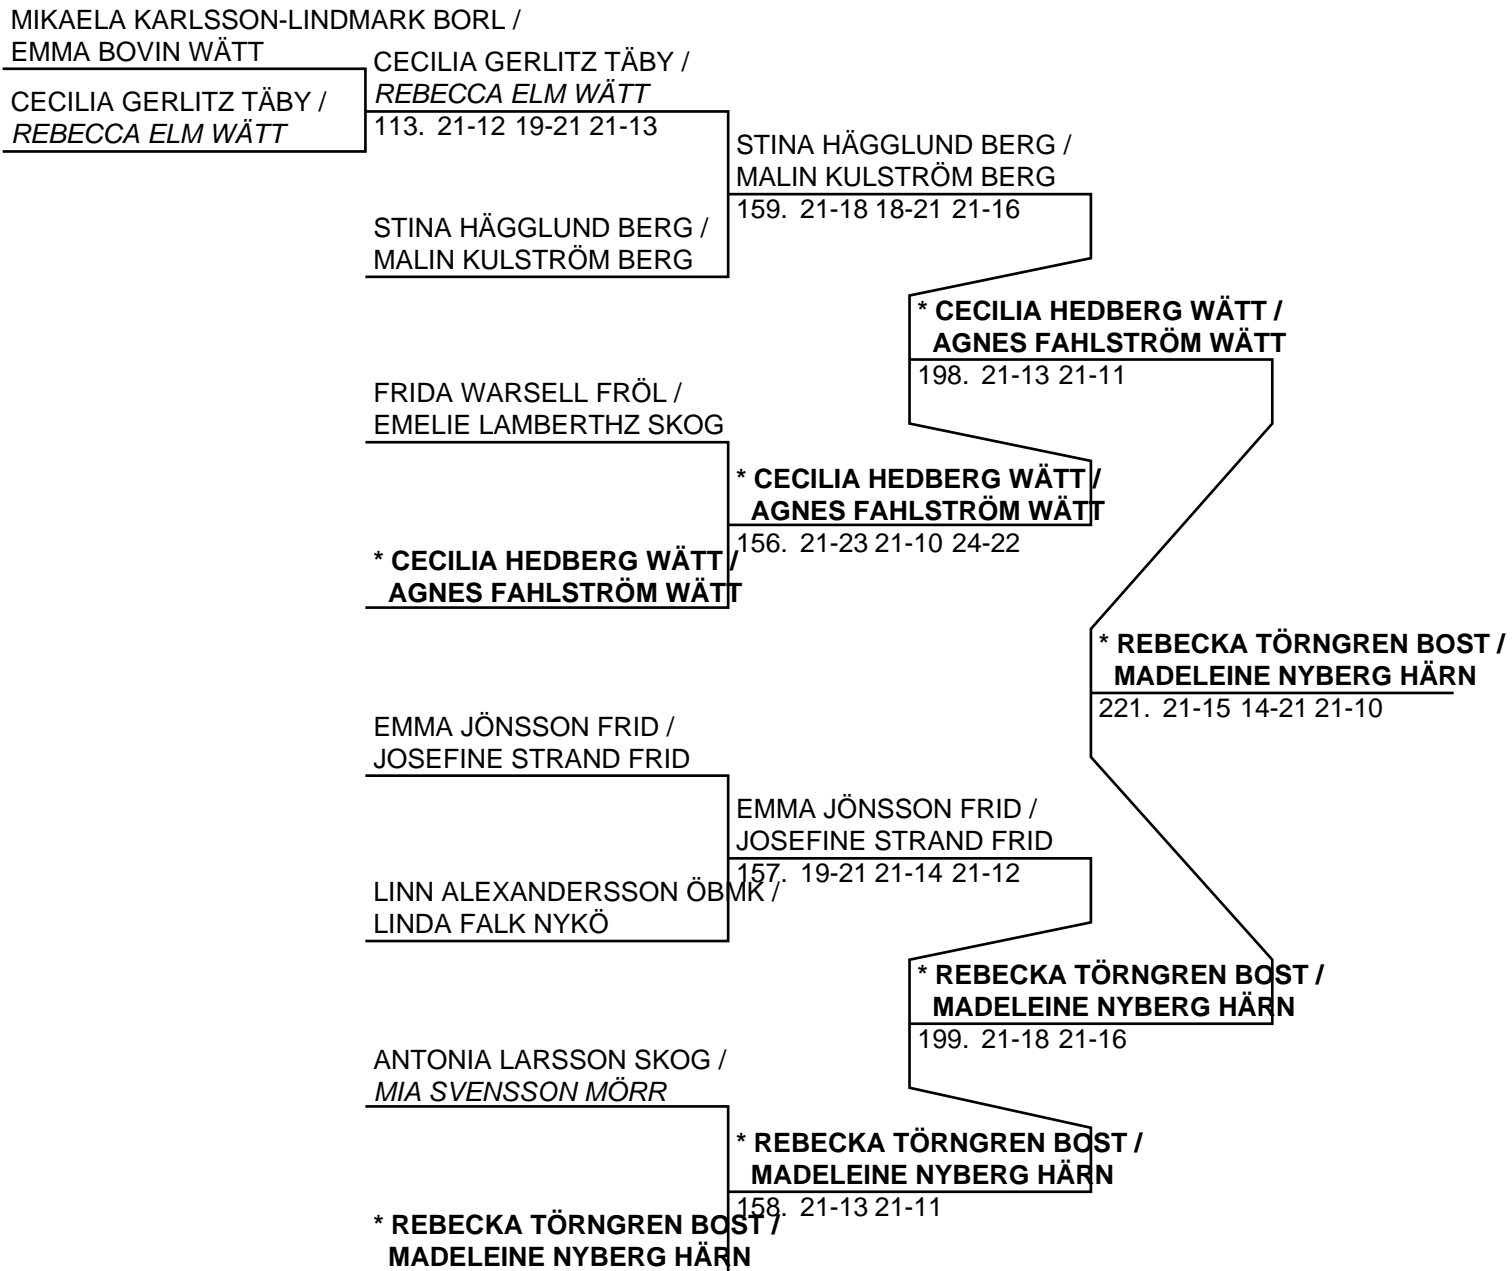 MIKAELA KARLSSON-LINDMARK BORL /
EMMA BOVIN WÄTT
CECILIA GERLITZ TÄBY /
REBECCA ELM WÄTT
CECILIA GERLITZ TÄBY /
REBECCA ELM WÄTT
113. 21-12 19-21 21-13
STINA HÄGGLUND BERG /
MALIN KULSTRÖM BERG
159. 21-18 18-21 21-16
STINA HÄGGLUND BERG /
MALIN KULSTRÖM BERG
* CECILIA HEDBERG WÄTT /
AGNES FAHLSTRÖM WÄTT
198. 21-13 21-11
FRIDA WARSELL FRÖL /
EMELIE LAMBERTHZ SKOG
* CECILIA HEDBERG WÄTT /
AGNES FAHLSTRÖM WÄTT
156. 21-23 21-10 24-22
* CECILIA HEDBERG WÄTT /
AGNES FAHLSTRÖM WÄTT
* REBECKA TÖRNGREN BOST /
MADELEINE NYBERG HÄRN
221. 21-15 14-21 21-10
EMMA JÖNSSON FRID /
JOSEFINE STRAND FRID
EMMA JÖNSSON FRID /
JOSEFINE STRAND FRID
157. 19-21 21-14 21-12
LINN ALEXANDERSSON ÖBMK /
LINDA FALK NYKÖ
* REBECKA TÖRNGREN BOST /
MADELEINE NYBERG HÄRN
199. 21-18 21-16
ANTONIA LARSSON SKOG /
MIA SVENSSON MÖRR
* REBECKA TÖRNGREN BOST /
MADELEINE NYBERG HÄRN
158. 21-13 21-11
* REBECKA TÖRNGREN BOST /
MADELEINE NYBERG HÄRN